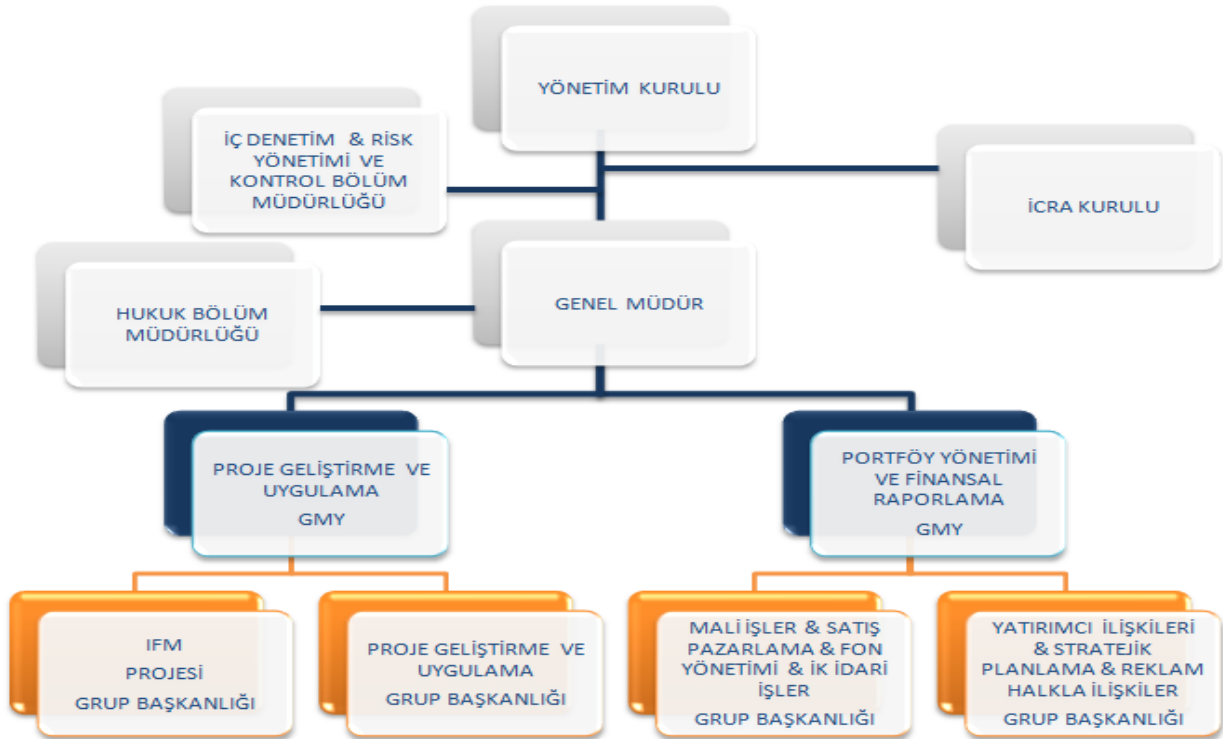 YÖNETİM KURULU
İÇ DENETİM & RİSK
YÖNETİMİ VE
KONTROL BÖLÜM
MÜDÜRLÜĞÜ
İCRA KURULU
HUKUK BÖLÜM
MÜDÜRLÜĞÜ
GENEL MÜDÜR
PROJE GELİŞTİRME VE
UYGULAMA
GMY
PORTFÖY YÖNETİMİ
VE FİNANSAL
RAPORLAMA
GMY
IFM
PROJESİ
GRUP BAŞKANLIĞI
PROJE GELİŞTİRME VE
UYGULAMA
GRUP BAŞKANLIĞI
MALİ İŞLER & SATIŞ
PAZARLAMA & FON
YÖNETİMİ & İK İDARİ
İŞLER
GRUP BAŞKANLIĞI
YATIRIMCI İLİŞKİLERİ
& STRATEJİK
PLANLAMA & REKLAM
HALKLA İLİŞKİLER
GRUP BAŞKANLIĞI